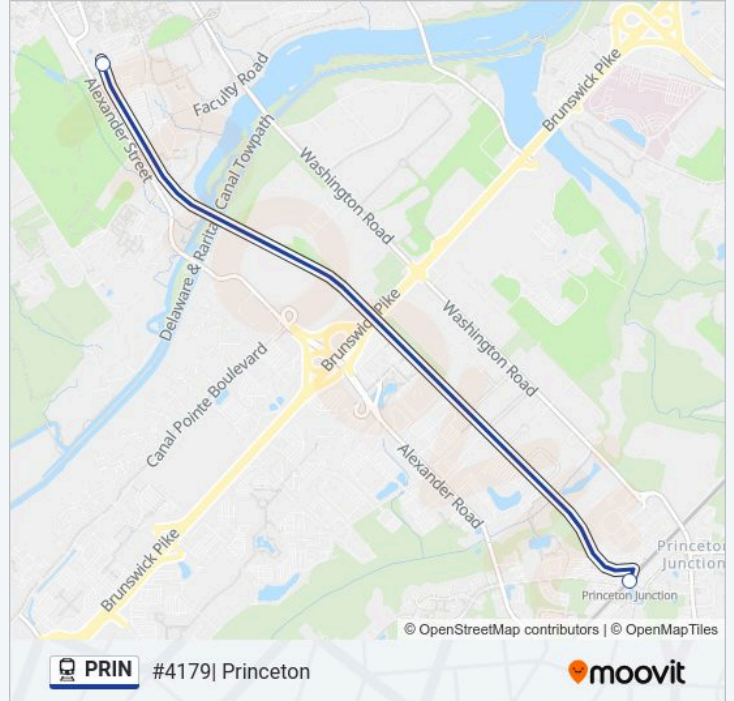 Faculty Road
Brunswick Pike
Alexander Street
Delaware & Raritan Canal Towpath
Washington Road
Brunswick Pike
Washington Road
Canal Pointe Boulevard
Alexander Road
Brunswick Pike
Princeton
Junction
Princeton Junction
© OpenStreetMap contributors | © OpenMapTiles
PRIN #4179| Princeton
moovit